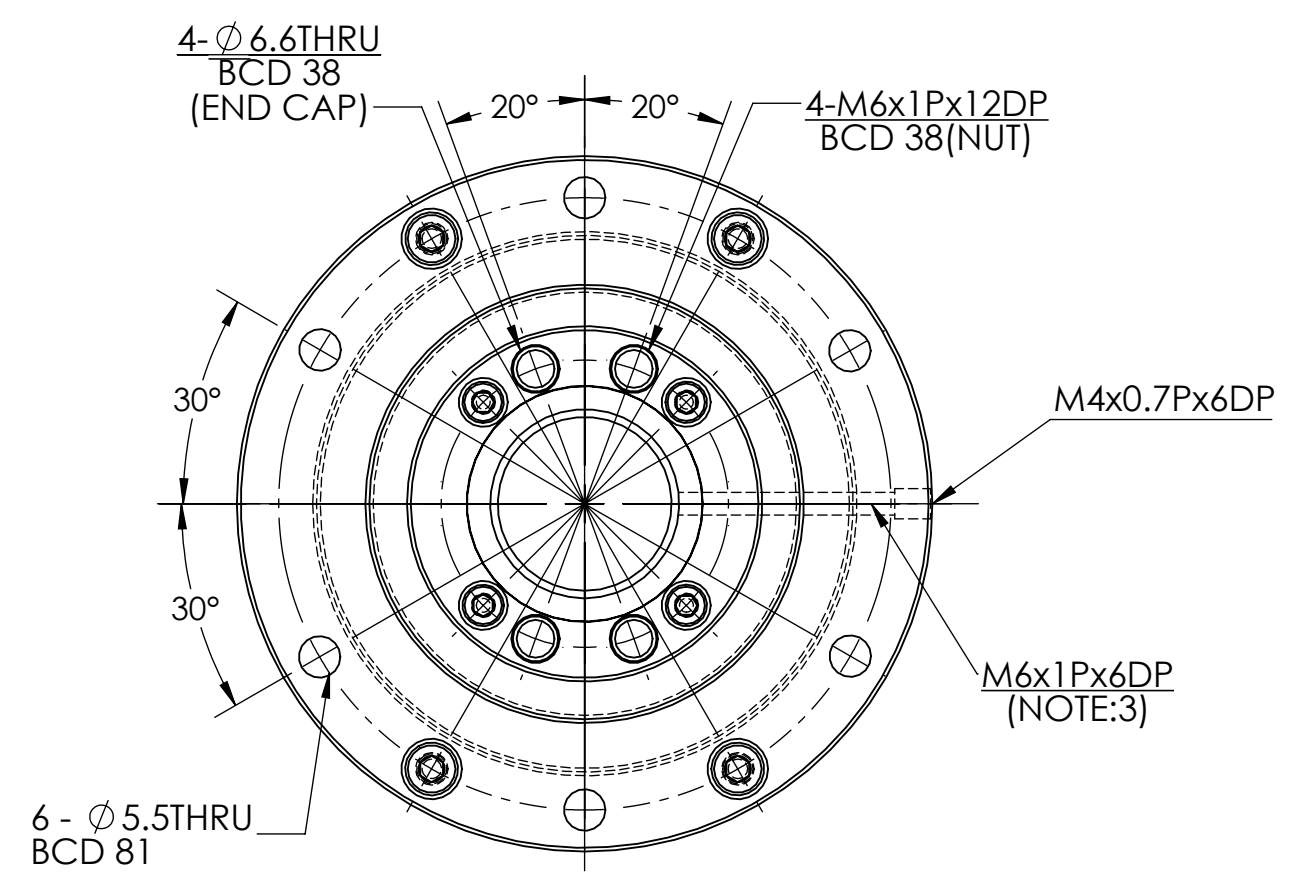 4- ∅6.6THRU
BCD 38
(END CAP)
20°
20°
4-M6x1Px12DP
BCD 38(NUT)
30°
M4x0.7Px6DP
30°
M6x1Px6DP
(NOTE:3)
6 - ∅5.5THRU
BCD 81